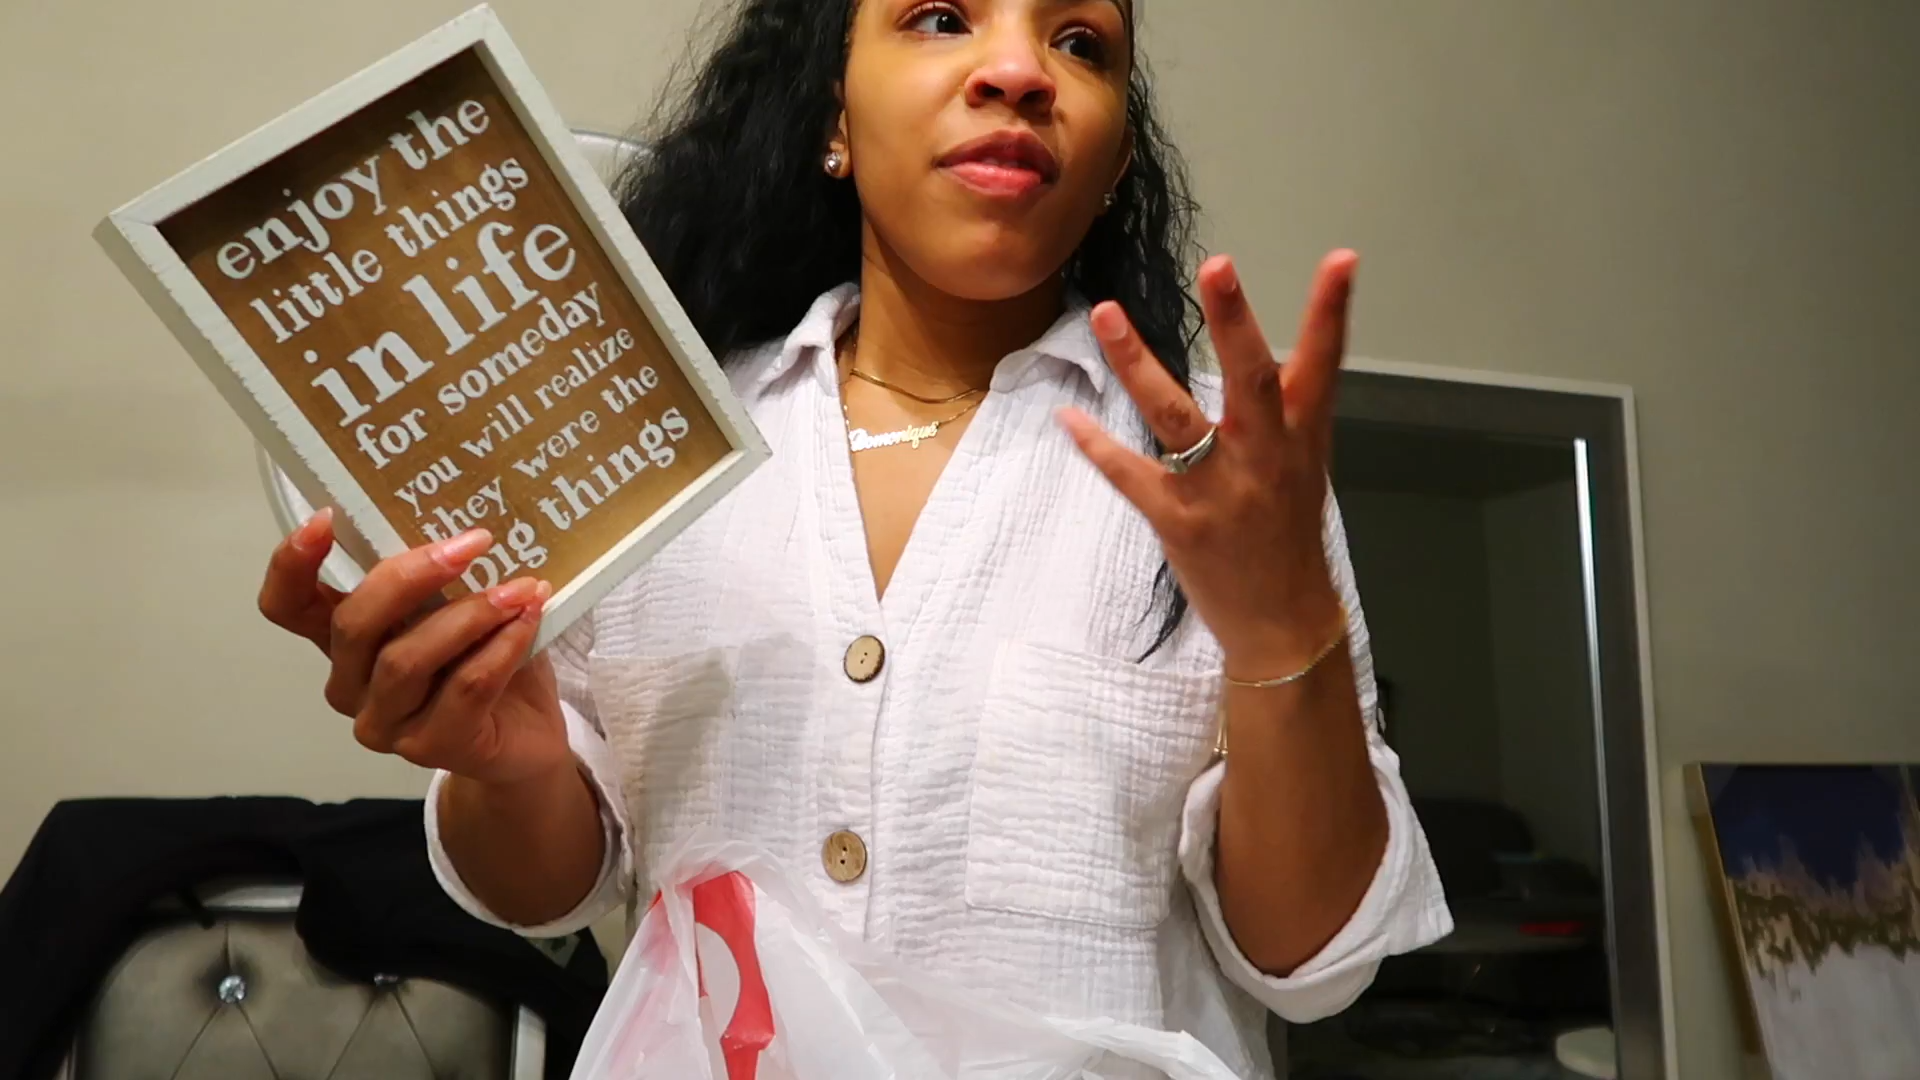 enjoy the
little things
in life
for someday
you will realize
they were the
big things
Domonique